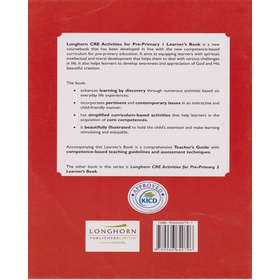 Longhorn CRE Activities for Pre-Primary 1 Learner's Book is a new
coursebook that has been developed in line with the new competence-based
curriculum for pre-primary education. It aims at equipping learners with spiritual,
intellectual and moral development that helps them to deal with various challenges
in life. It also helps learners to develop awareness and appreciation of God and His
beautiful creation.
The book:
• enhances learning by discovery through numerous activities based on
everyday life experiences;
• incorporates pertinent and contemporary issues in an interactive and
child-friendly manner;
• has simplified curriculum-based activities that help learners in the
acquisition of core competences.
• is beautifully illustrated to hold the child's attention and make learning
stimulating and enjoyable.
Accompanying this Learner's Book is a comprehensive Teacher's Guide with
competence-based teaching guidelines and assessment techniques.
The other book in this series is Longhorn CRE Activities for Pre-Primary 2
Learner's Book.
APPROVED
KICD
LONGHORN
PUBLISHERS